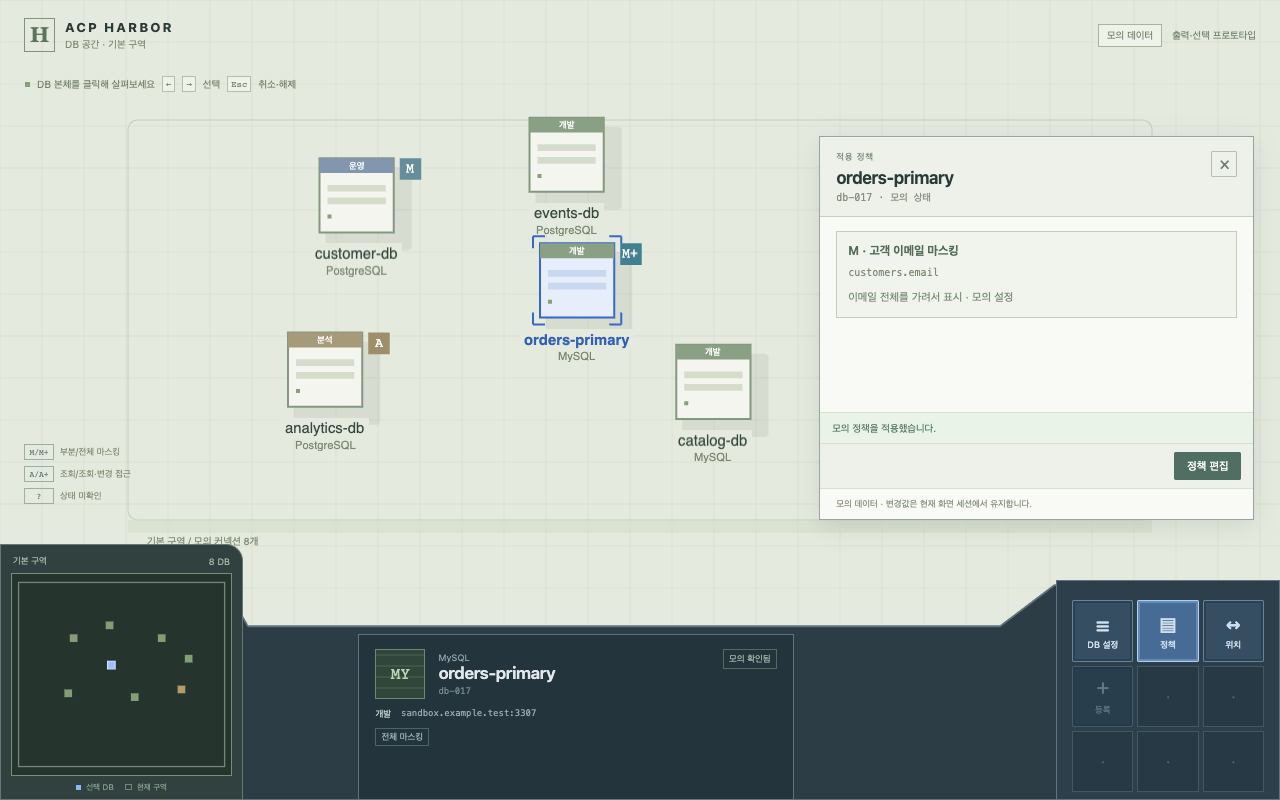 H
ACP HARBOR
DB 공간 · 기본 구역
모의 데이터
출력·선택 프로토타입
DB 본체를 클릭해 살펴보세요 ← → 선택 Esc 취소·해제
개발
events-db
PostgreSQL
운영
M
customer-db
PostgreSQL
개발
M+
orders-primary
MySQL
분석
A
analytics-db
PostgreSQL
개발
catalog-db
MySQL
적용 정책
orders-primary
db-017 · 모의 상태
×
M · 고객 이메일 마스킹
customers.email
이메일 전체를 가려서 표시 · 모의 설정
모의 정책을 적용했습니다.
정책 편집
모의 데이터 · 변경값은 현재 화면 세션에서 유지합니다.
M/M+ 부분/전체 마스킹
A/A+ 조회/조회·변경 접근
? 상태 미확인
기본 구역 / 모의 커넥션 8개
기본 구역
8 DB
선택 DB
현재 구역
MY
MySQL
orders-primary
db-017
모의 확인됨
개발 sandbox.example.test:3307
전체 마스킹
DB 설정
정책
위치
등록